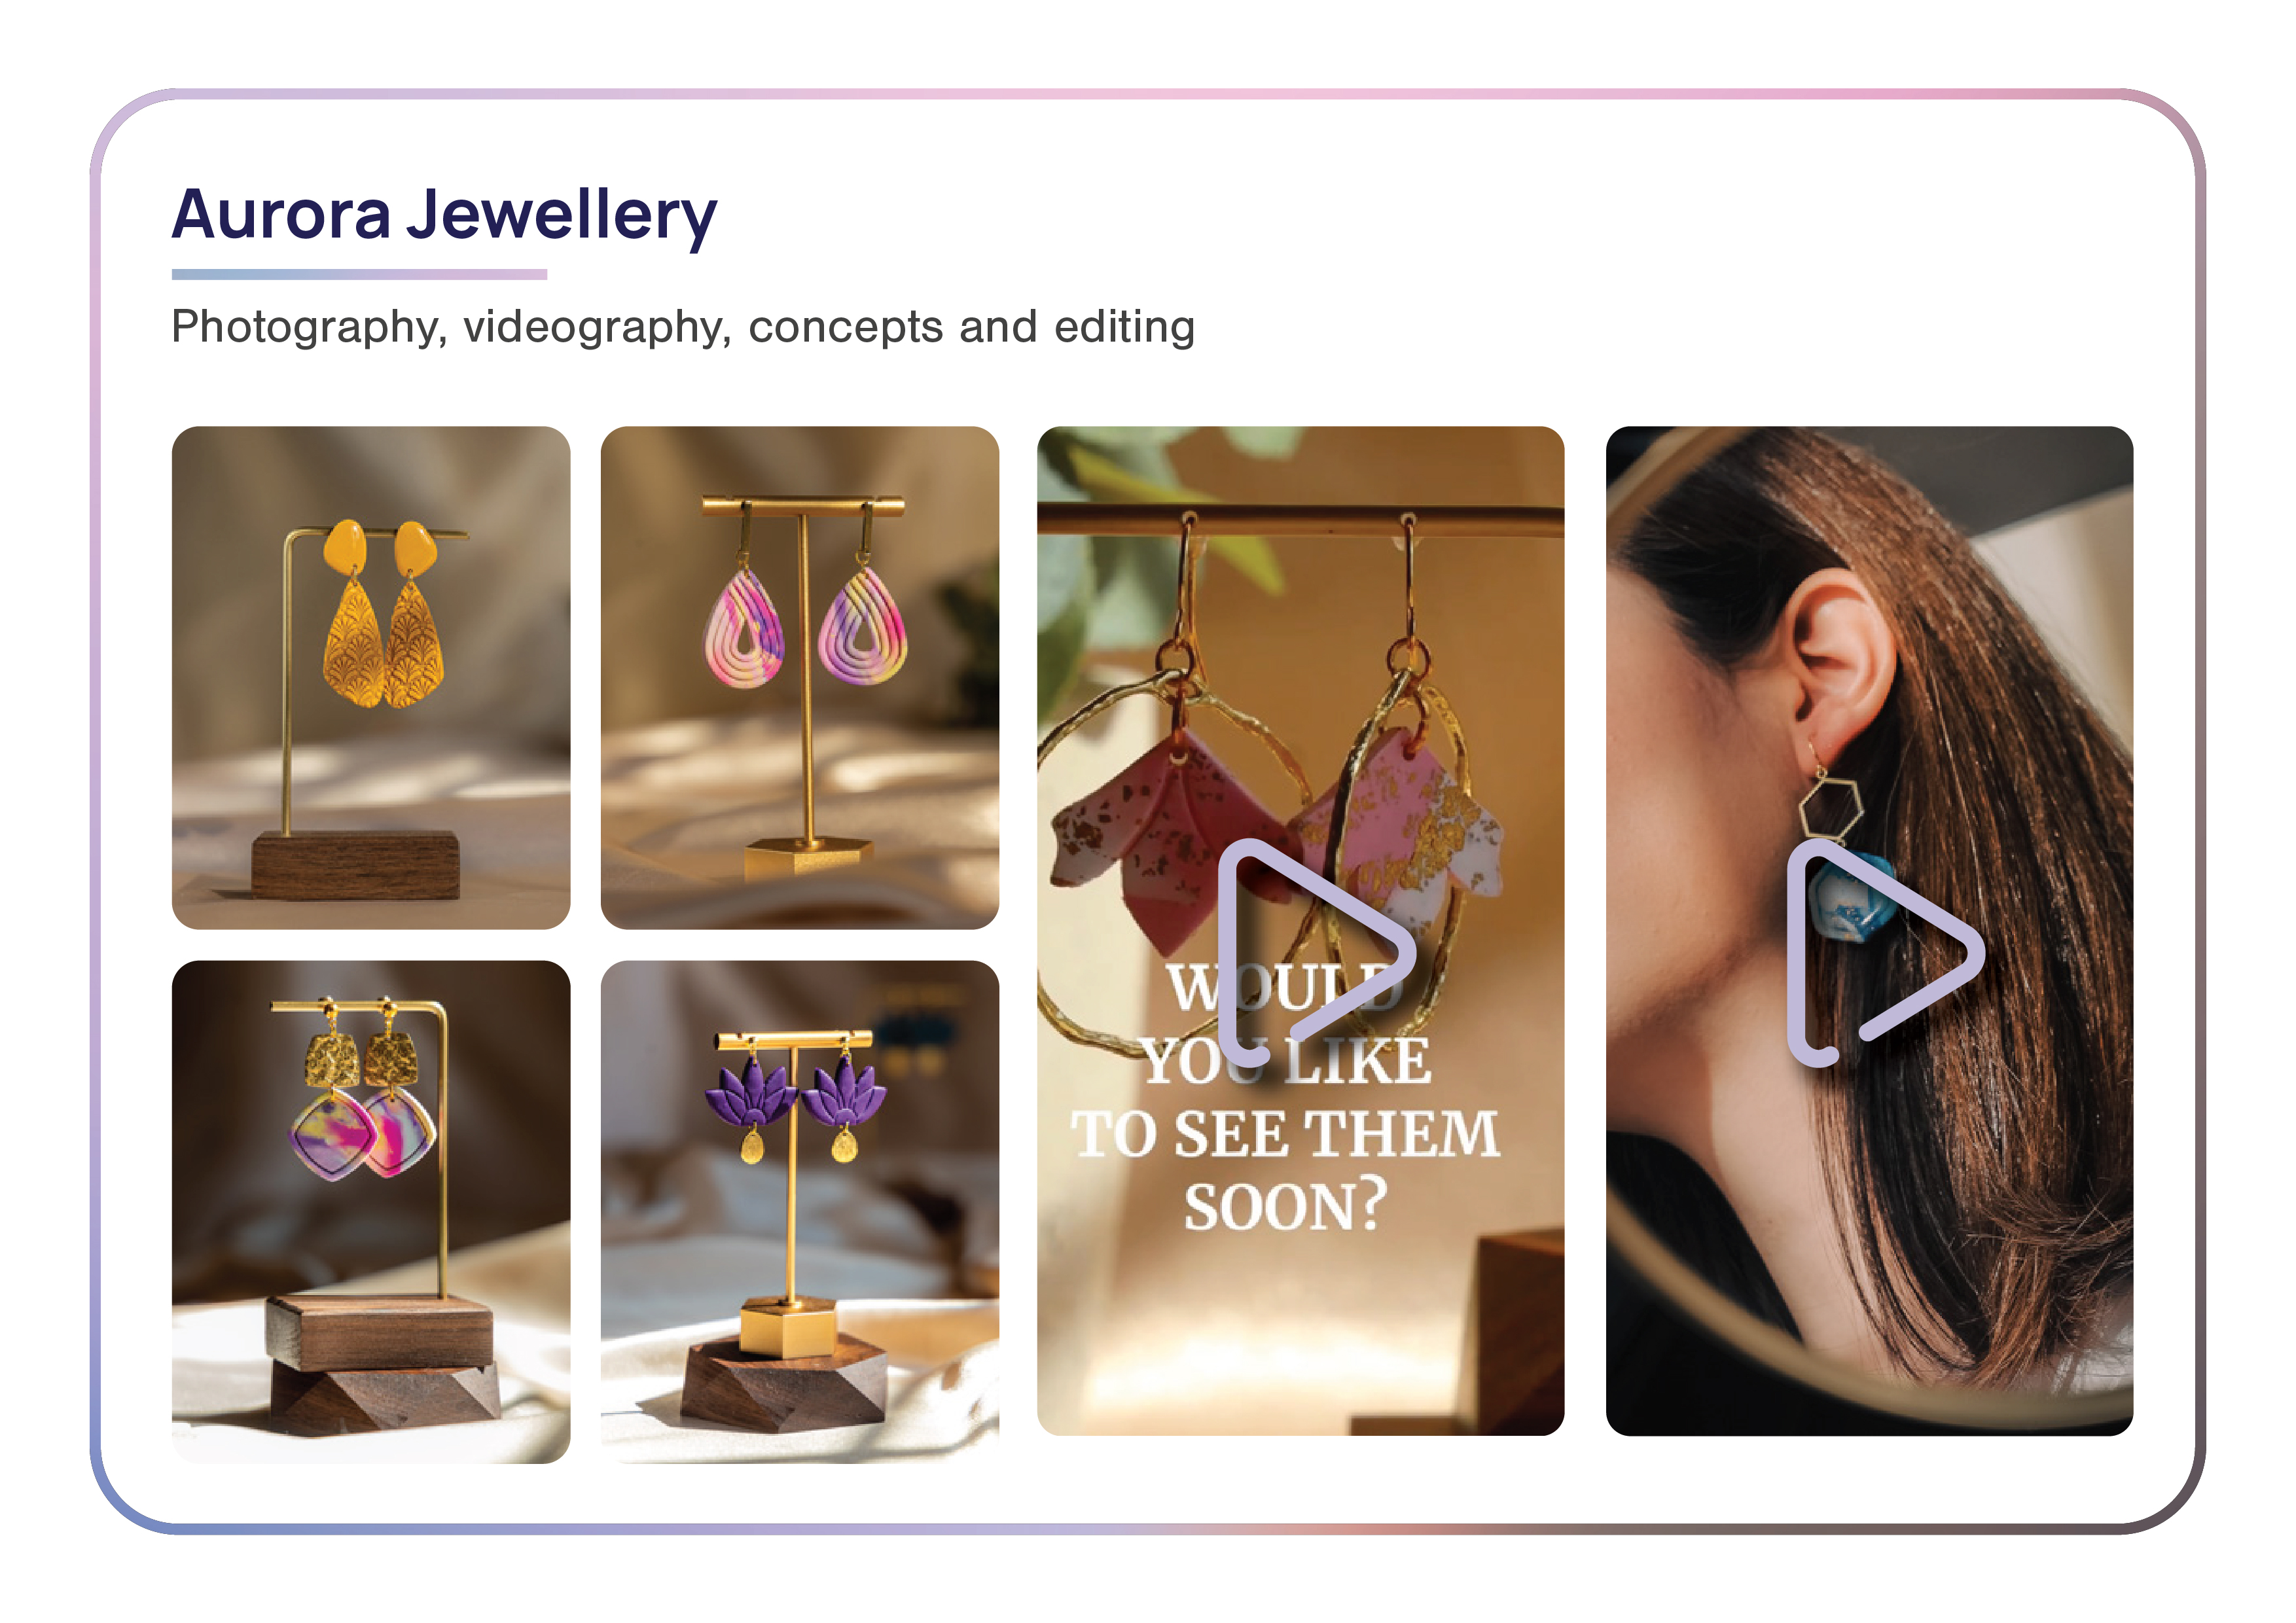 Aurora Jewellery
Photography, videography, concepts and editing
WOULD
YOU LIKE
TO SEE THEM
SOON?